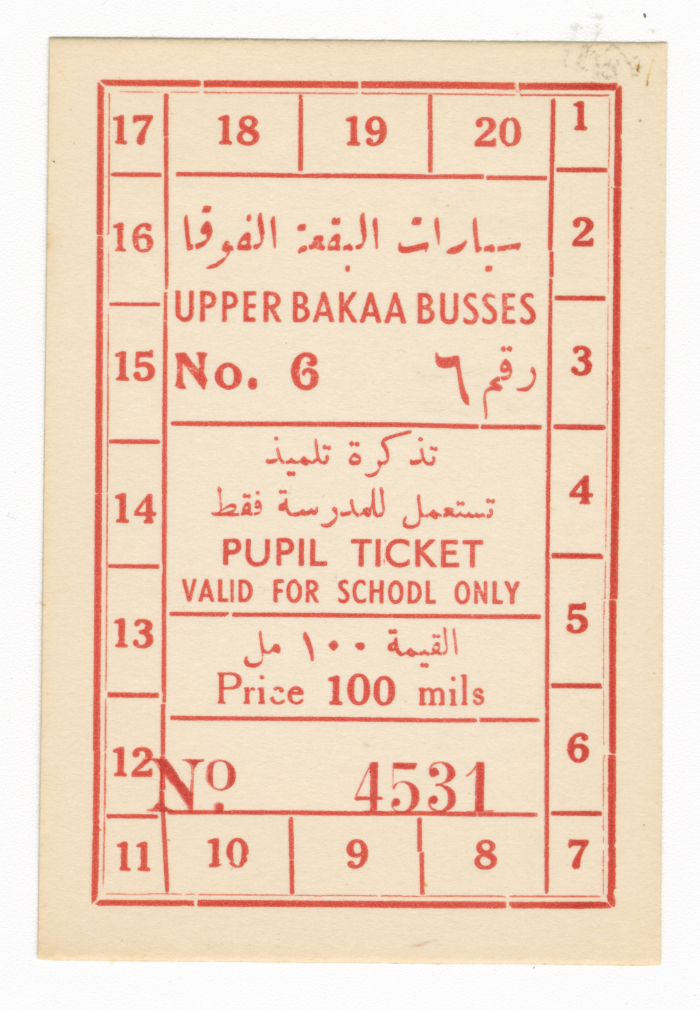 17 18 19 20 1
16 2
15 3
14 4
13 5
12 6
11 10 9 8 7
سيارات البقعة الفوقا
UPPER BAKAA BUSSES
No. 6 رقم ٦
تذكرة تلميذ
تستعمل للمدرسة فقط
PUPIL TICKET
VALID FOR SCHODL ONLY
القيمة ١٠٠ مل
Price 100 mils
No. 4531